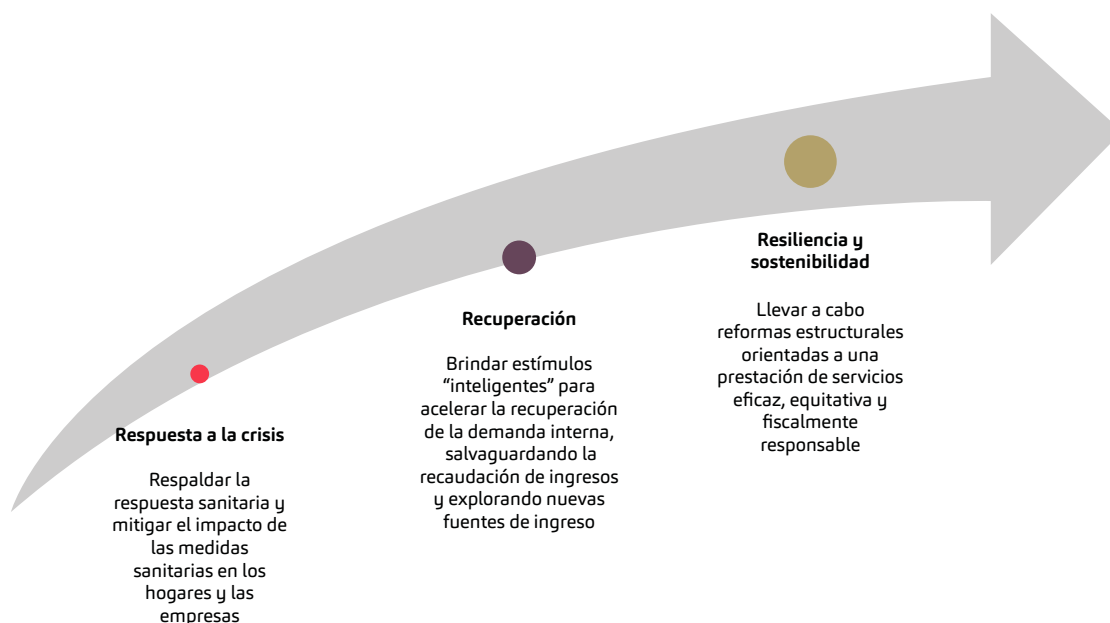 Respuesta a la crisis
Respaldar la
respuesta sanitaria y
mitigar el impacto de
las medidas
sanitarias en los
hogares y las
empresas
Recuperación
Brindar estímulos
“inteligentes” para
acelerar la recuperación
de la demanda interna,
salvaguardando la
recaudación de ingresos
y explorando nuevas
fuentes de ingreso
Resiliencia y
sostenibilidad
Llevar a cabo
reformas estructurales
orientadas a una
prestación de servicios
eficaz, equitativa y
fiscalmente
responsable